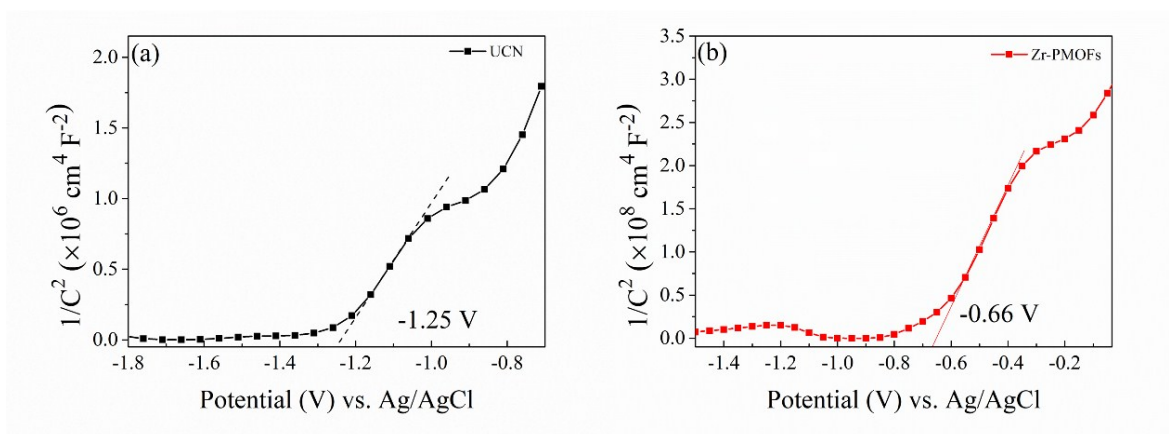 (a)
UCN
2.0
1.5
1.0
0.5
0.0
1/C² (×10⁶ cm⁴ F⁻²)
-1.25 V
-1.8 -1.6 -1.4 -1.2 -1.0 -0.8
Potential (V) vs. Ag/AgCl
(b)
Zr-PMOFs
3.5
3.0
2.5
2.0
1.5
1.0
0.5
0.0
1/C² (×10⁸ cm⁴ F⁻²)
-0.66 V
-1.4 -1.2 -1.0 -0.8 -0.6 -0.4 -0.2
Potential (V) vs. Ag/AgCl